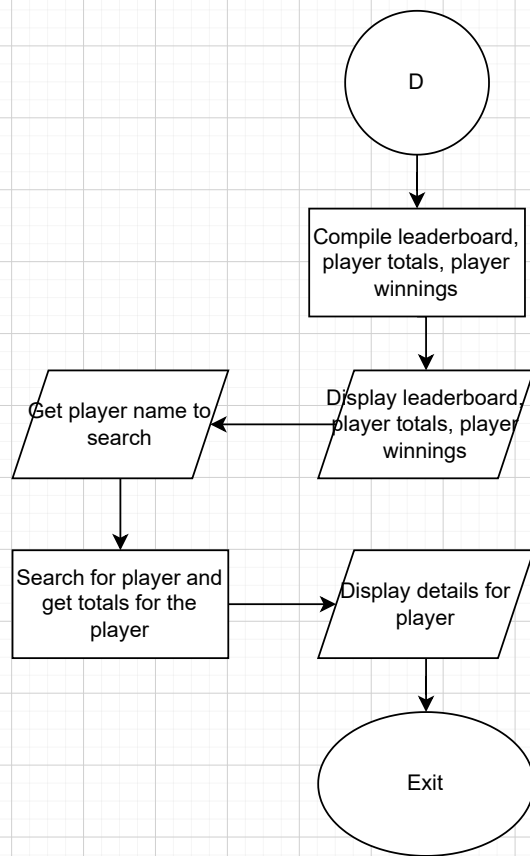 D
Compile leaderboard,
player totals, player
winnings
Display leaderboard,
player totals, player
winnings
Get player name to
search
Search for player and
get totals for the
player
Display details for
player
Exit